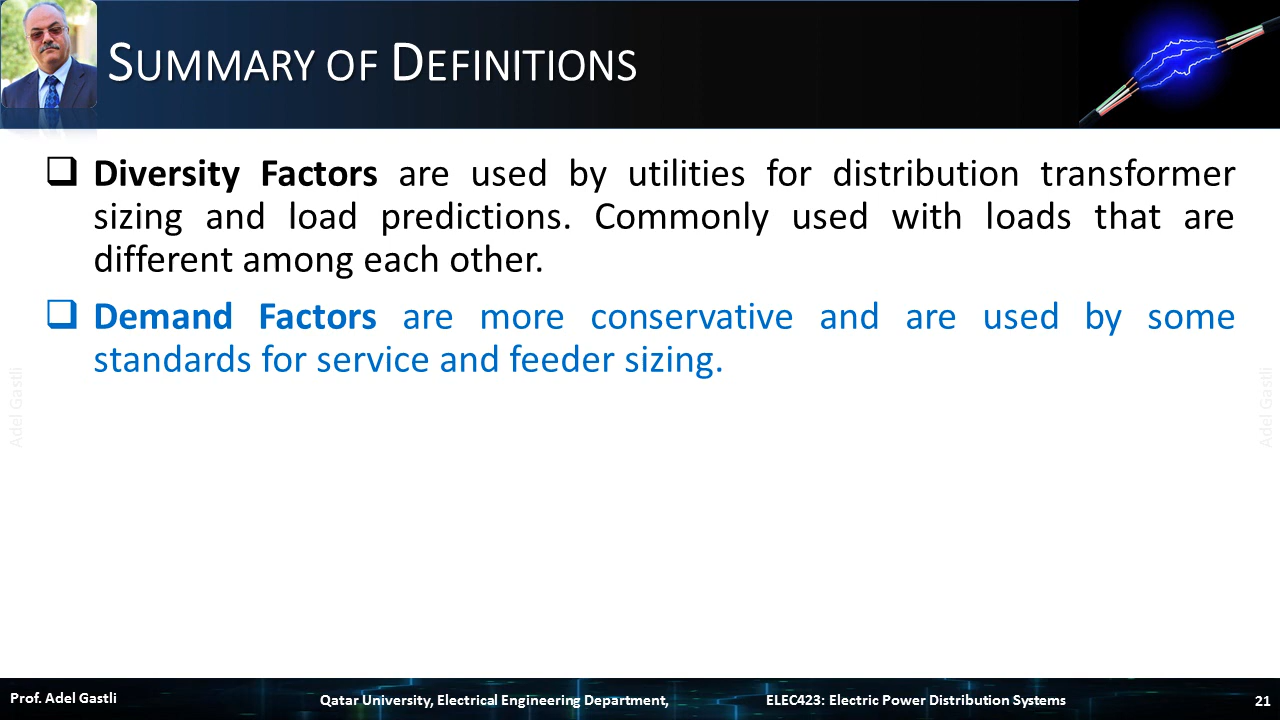 SUMMARY OF DEFINITIONS
Diversity Factors are used by utilities for distribution transformer
sizing and load predictions. Commonly used with loads that are
different among each other.
Demand Factors are more conservative and are used by some
standards for service and feeder sizing.
Adel Gastli
Adel Gastli
Prof. Adel Gastli
Qatar University, Electrical Engineering Department,
ELEC423: Electric Power Distribution Systems
21